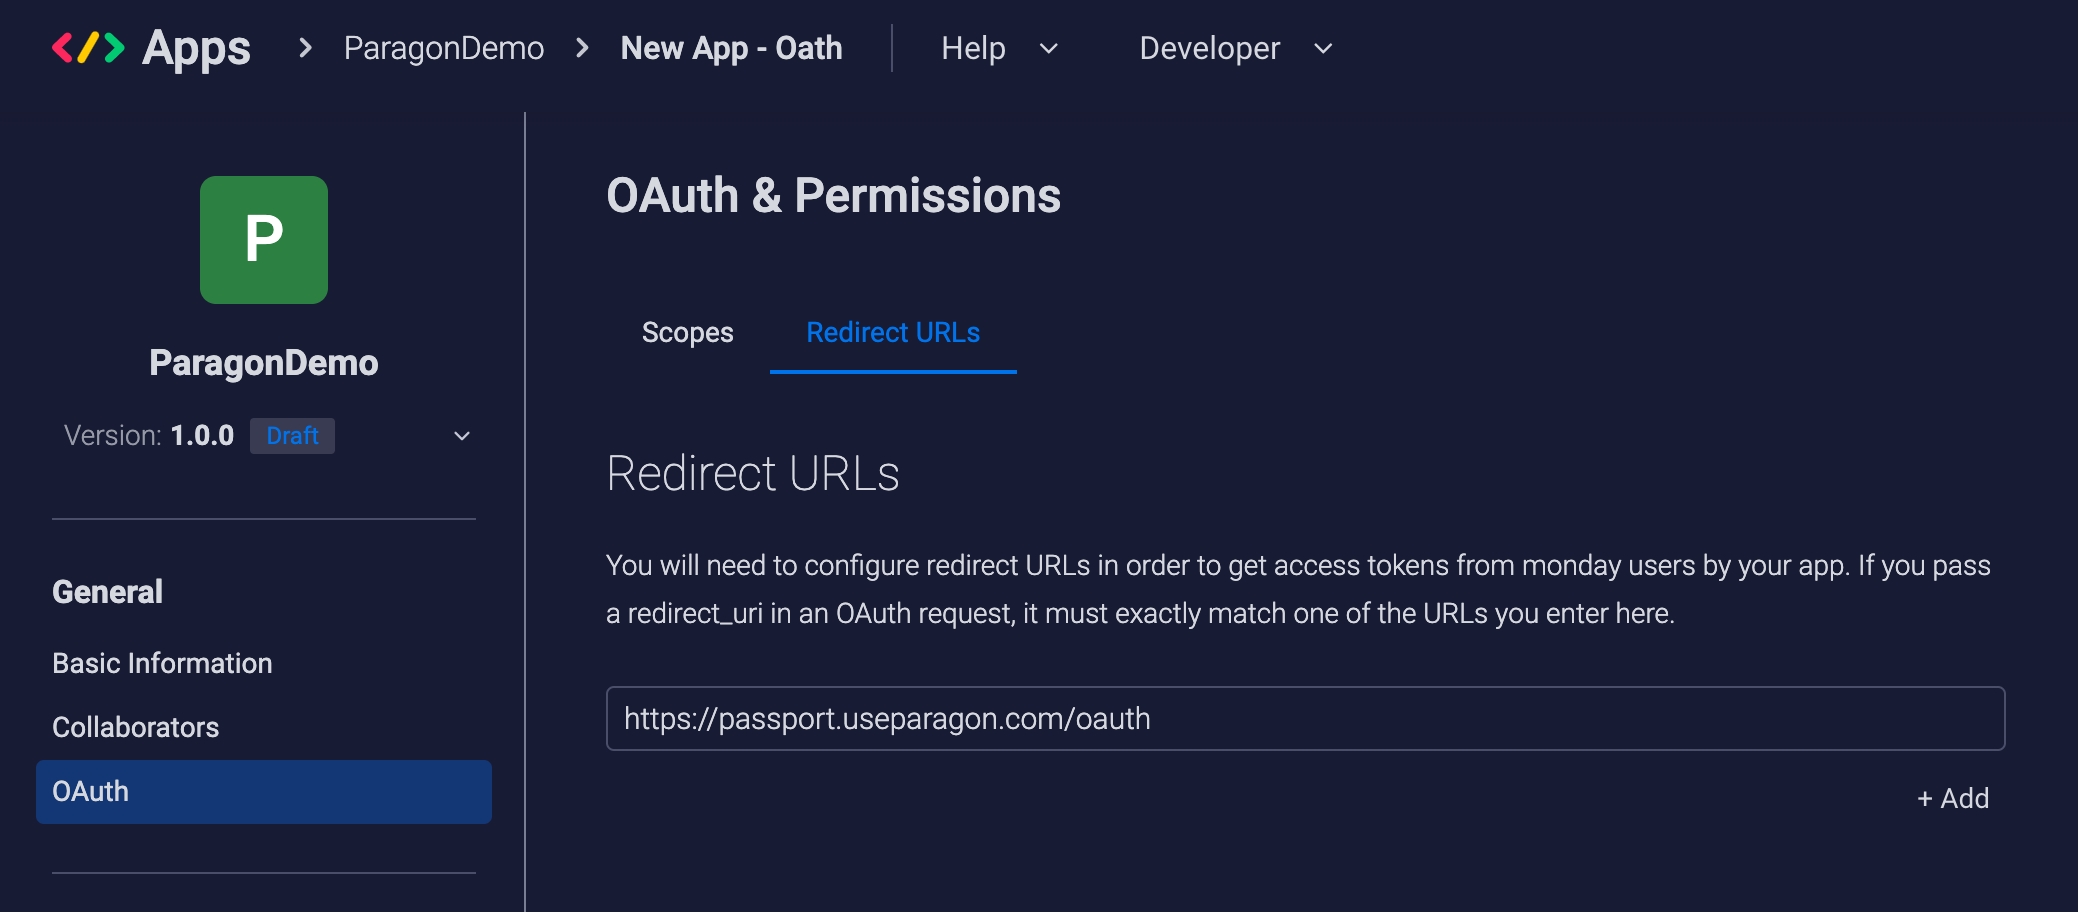 Apps > ParagonDemo > New App - Oath Help Developer
P
ParagonDemo
Version: 1.0.0 Draft
General
Basic Information
Collaborators
OAuth
OAuth & Permissions
Scopes Redirect URLs
Redirect URLs
You will need to configure redirect URLs in order to get access tokens from monday users by your app. If you pass
a redirect_uri in an OAuth request, it must exactly match one of the URLs you enter here.
https://passport.useparagon.com/oauth
+ Add